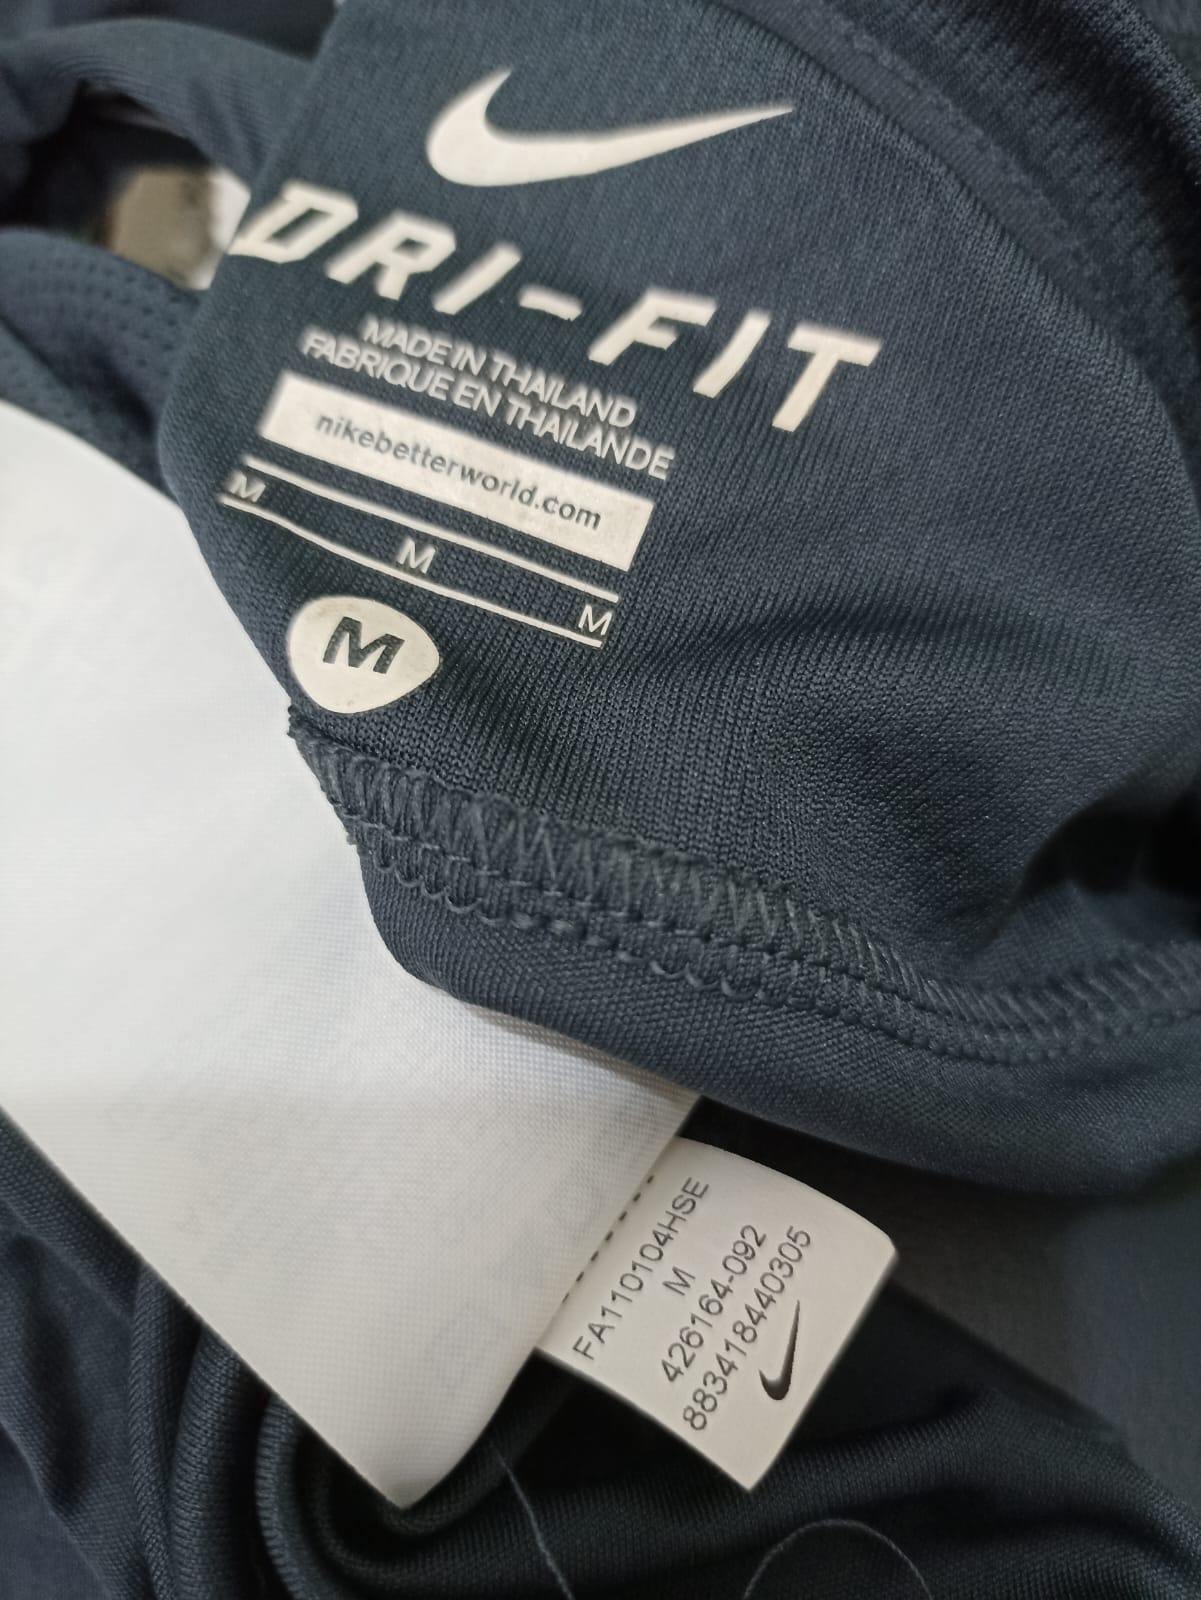 DRI-FIT
MADE IN THAILAND
FABRIQUE EN THAILANDE
nikebetterworld.com
M M M
M
FA110104HSE
M
426164-092
883418440305